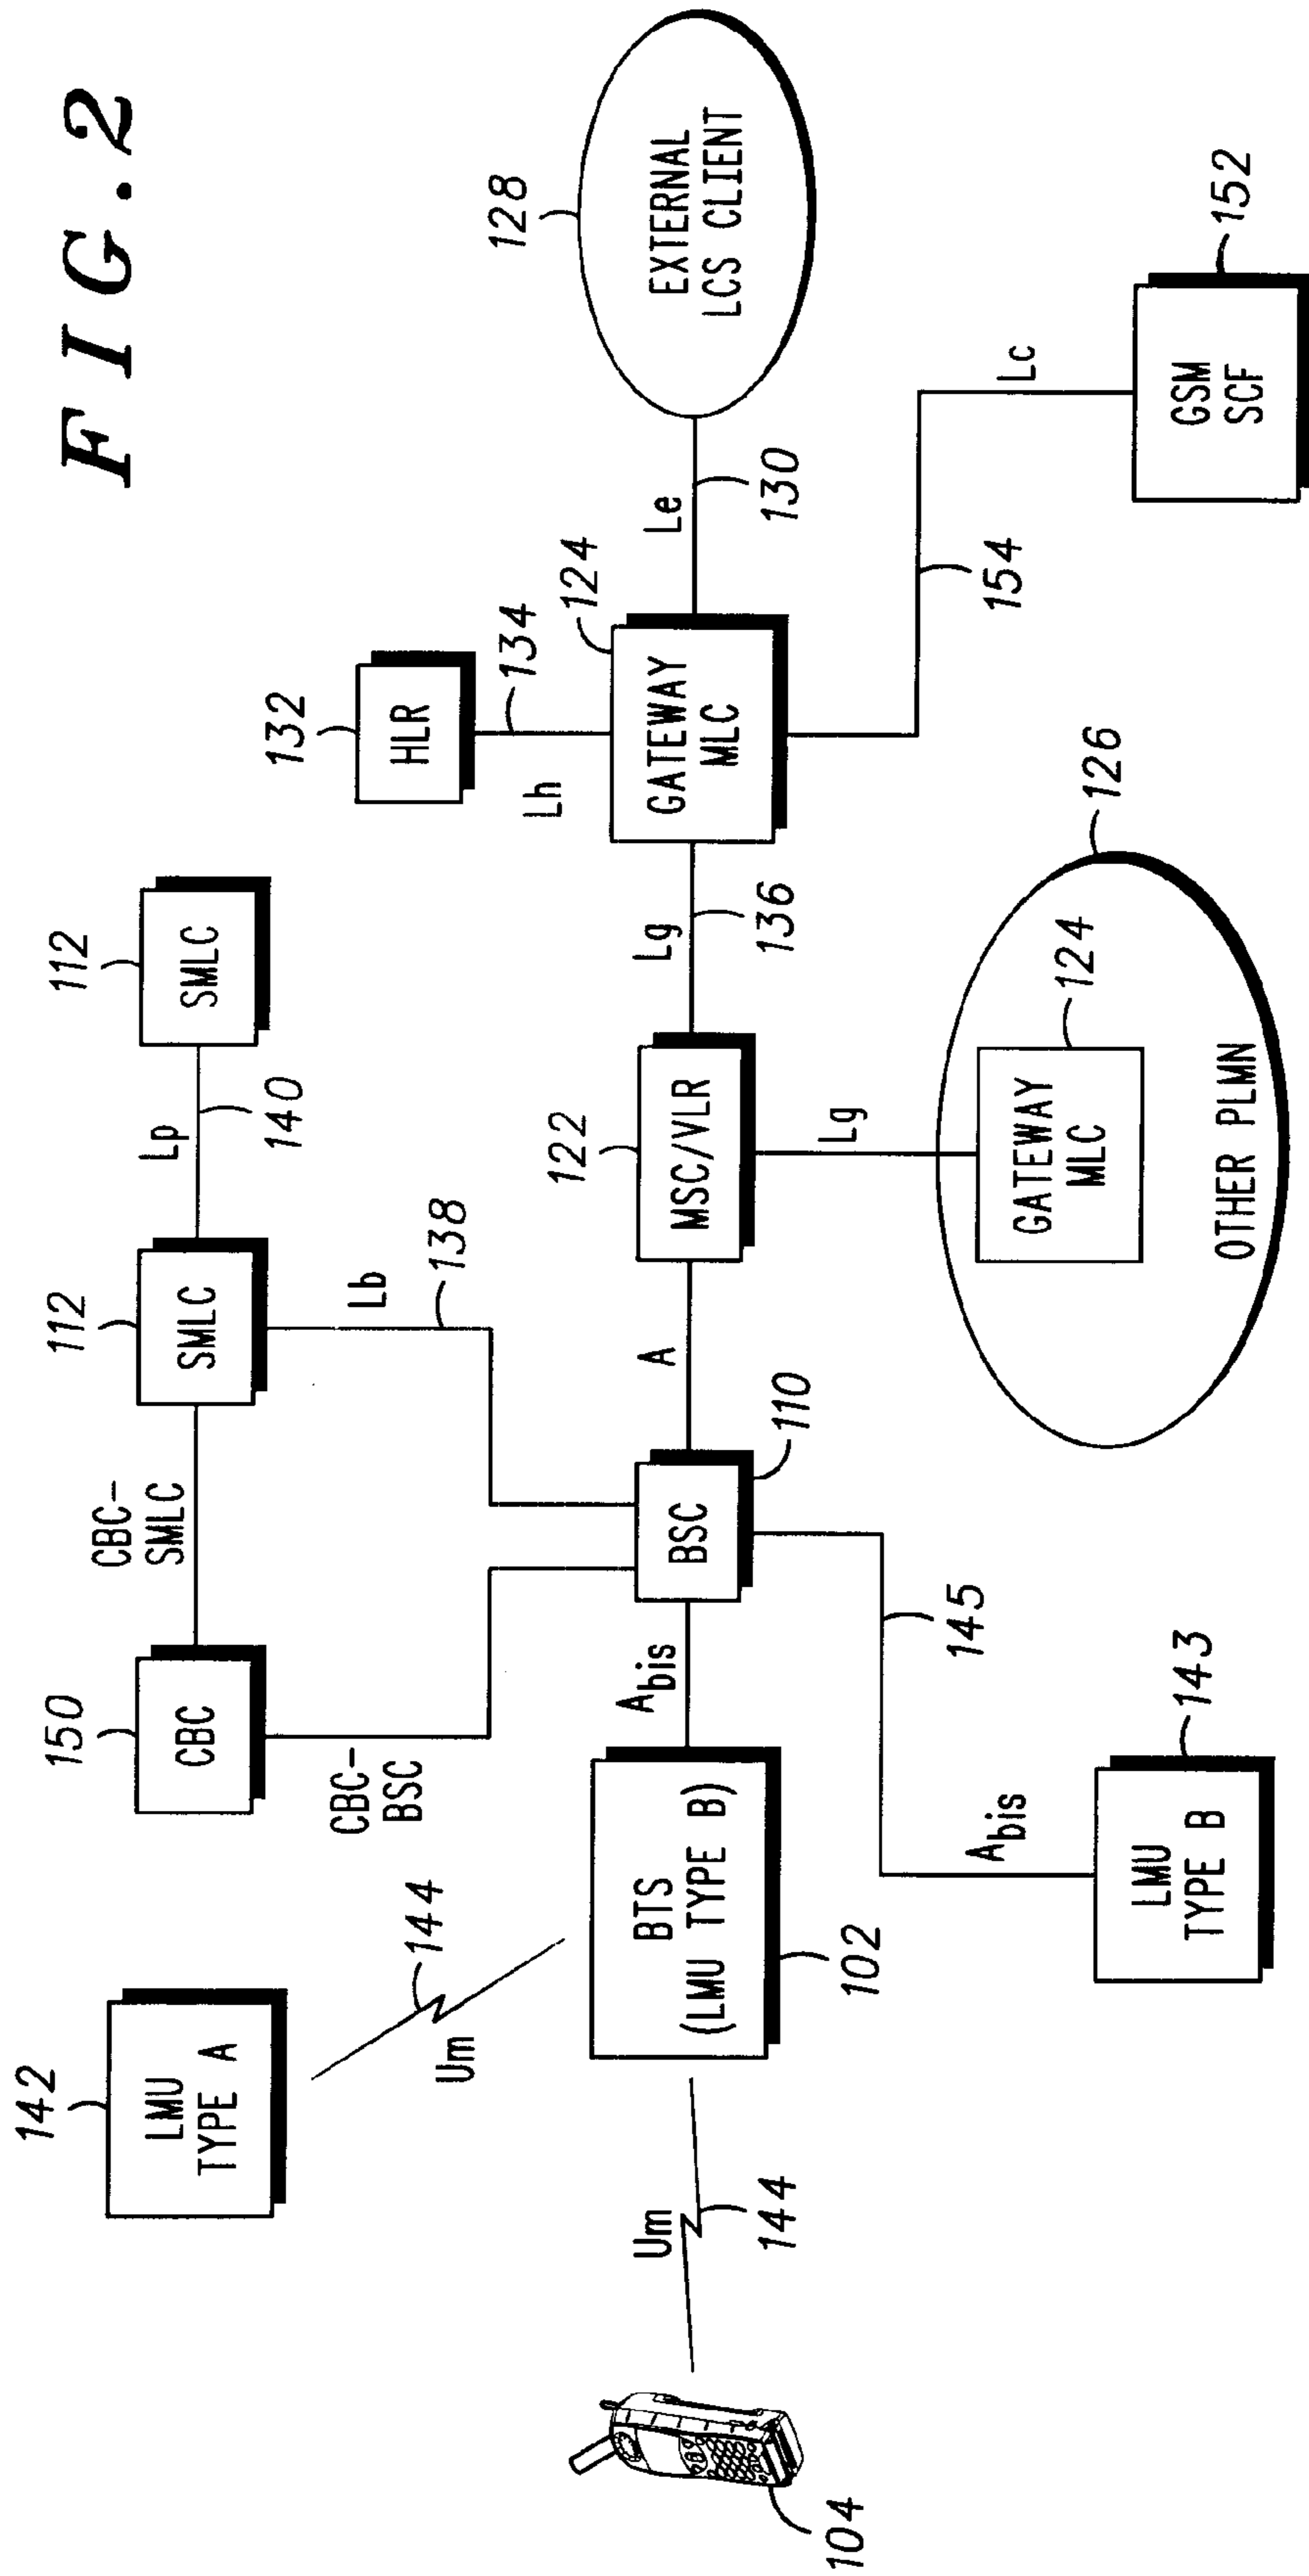 FIG.2
142
LMU
TYPE A
144
Um
150
CBC
CBC-
SMLC
CBC-
BSC
112
SMLC
Lb
138
Lp
140
112
SMLC
132
HLR
Lh
134
128
EXTERNAL
LCS CLIENT
104
Um
144
BTS
(LMU TYPE B)
102
Abis
BSC
110
A
122
MSC/VLR
Lg
136
124
GATEWAY
MLC
Le
130
145
Abis
LMU
TYPE B
143
Lg
126
124
GATEWAY
MLC
OTHER PLMN
154
Lc
GSM
SCF
152